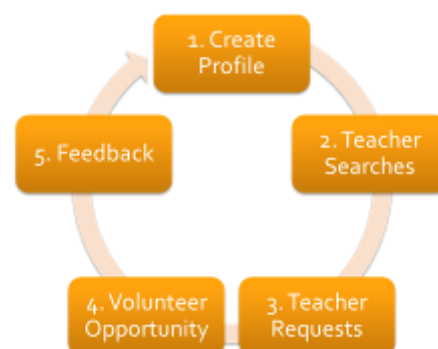 1. Create
Profile
2. Teacher
Searches
3. Teacher
Requests
4. Volunteer
Opportunity
5. Feedback